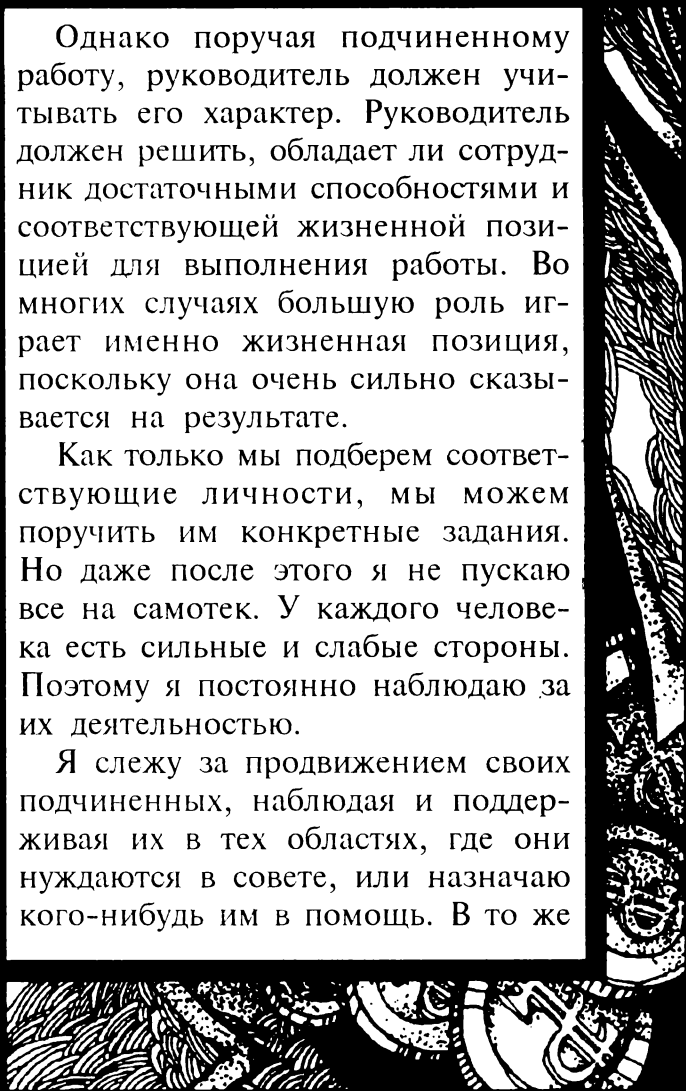 Однако поручая подчиненному
работу, руководитель должен учи-
тывать его характер. Руководитель
должен решить, обладает ли сотруд-
ник достаточными способностями и
соответствующей жизненной пози-
цией для выполнения работы. Во
многих случаях большую роль иг-
рает именно жизненная позиция,
поскольку она очень сильно сказы-
вается на результате.
Как только мы подберем соответ-
ствующие личности, мы можем
поручить им конкретные задания.
Но даже после этого я не пускаю
все на самотек. У каждого челове-
ка есть сильные и слабые стороны.
Поэтому я постоянно наблюдаю за
их деятельностью.
Я слежу за продвижением своих
подчиненных, наблюдая и поддер-
живая их в тех областях, где они
нуждаются в совете, или назначаю
кого-нибудь им в помощь. В то же